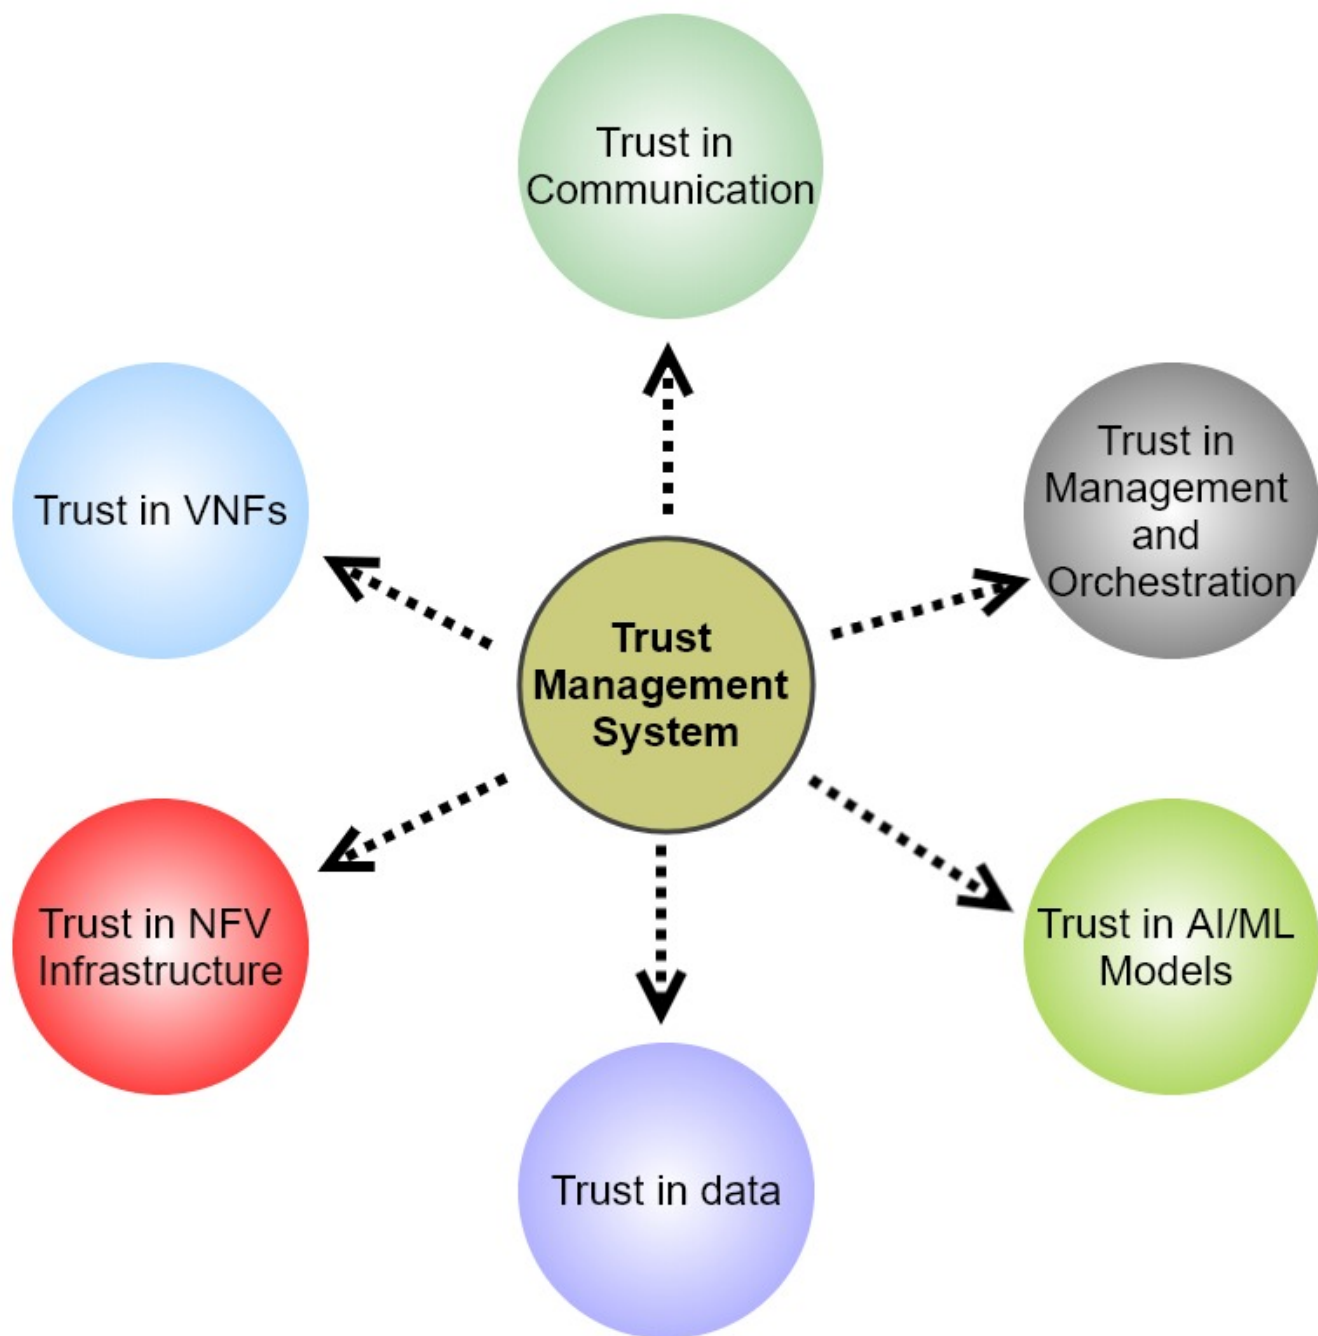 Trust in
Communication
Trust in VNFs
Trust in
Management
and
Orchestration
Trust
Management
System
Trust in NFV
Infrastructure
Trust in AI/ML
Models
Trust in data